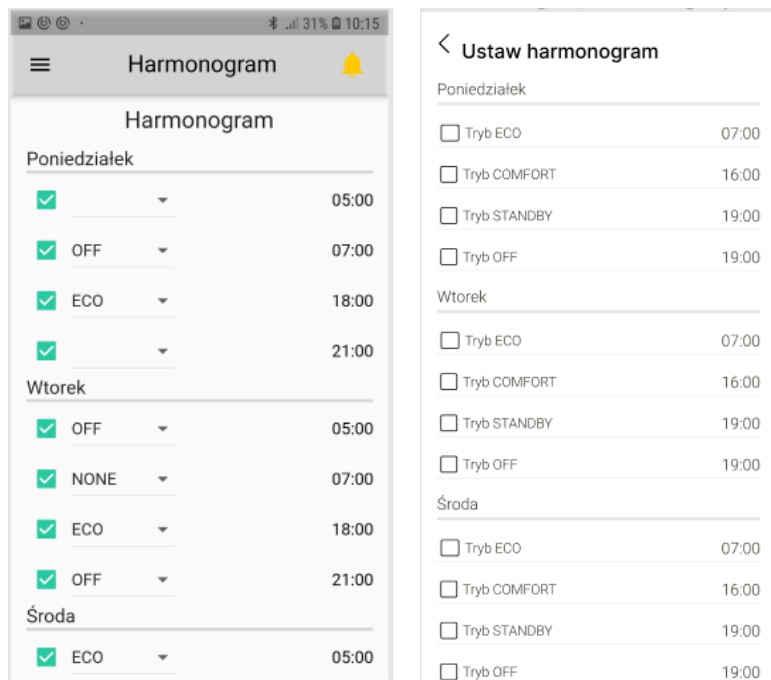 31% 10:15
Harmonogram
Harmonogram
Poniedziałek
05:00
OFF 07:00
ECO 18:00
21:00
Wtorek
OFF 05:00
NONE 07:00
ECO 18:00
OFF 21:00
Środa
ECO 05:00
Ustaw harmonogram
Poniedziałek
Tryb ECO 07:00
Tryb COMFORT 16:00
Tryb STANDBY 19:00
Tryb OFF 19:00
Wtorek
Tryb ECO 07:00
Tryb COMFORT 16:00
Tryb STANDBY 19:00
Tryb OFF 19:00
Środa
Tryb ECO 07:00
Tryb COMFORT 16:00
Tryb STANDBY 19:00
Tryb OFF 19:00